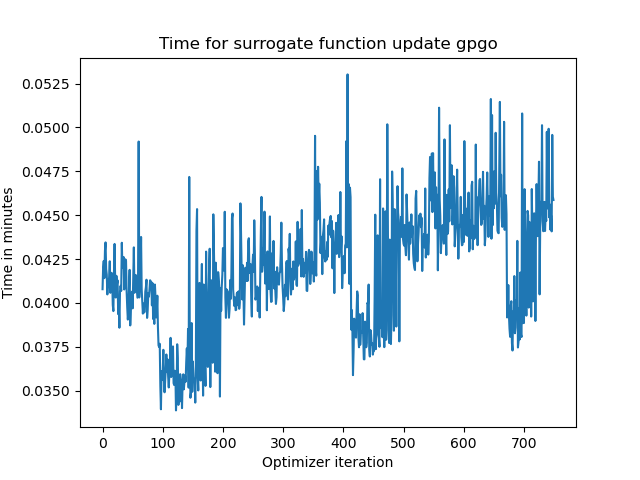 Time for surrogate function update gpgo
0.0525
0.0500
0.0475
0.0450
0.0425
0.0400
0.0375
0.0350
Time in minutes
0 100 200 300 400 500 600 700
Optimizer iteration